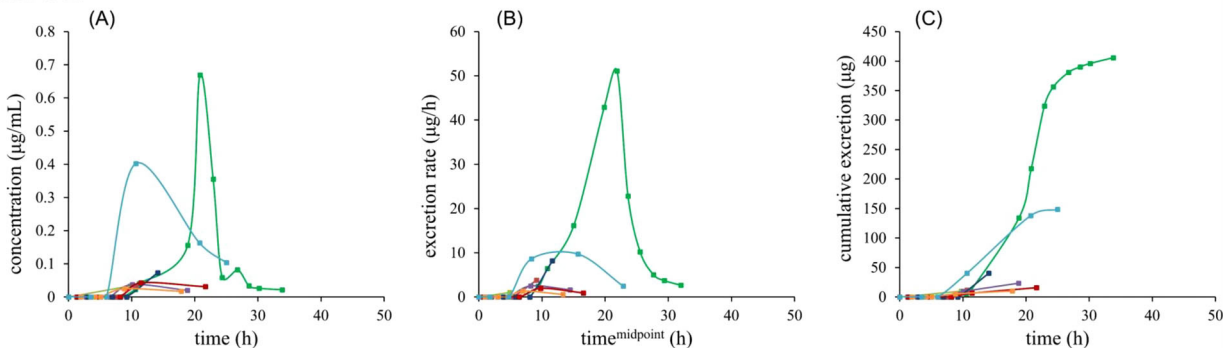 (A)
concentration (µg/mL)
0.8
0.7
0.6
0.5
0.4
0.3
0.2
0.1
0
0 10 20 30 40 50
time (h)
(B)
excretion rate (µg/h)
60
50
40
30
20
10
0
0 10 20 30 40 50
time^midpoint (h)
(C)
cumulative excretion (µg)
450
400
350
300
250
200
150
100
50
0
0 10 20 30 40 50
time (h)